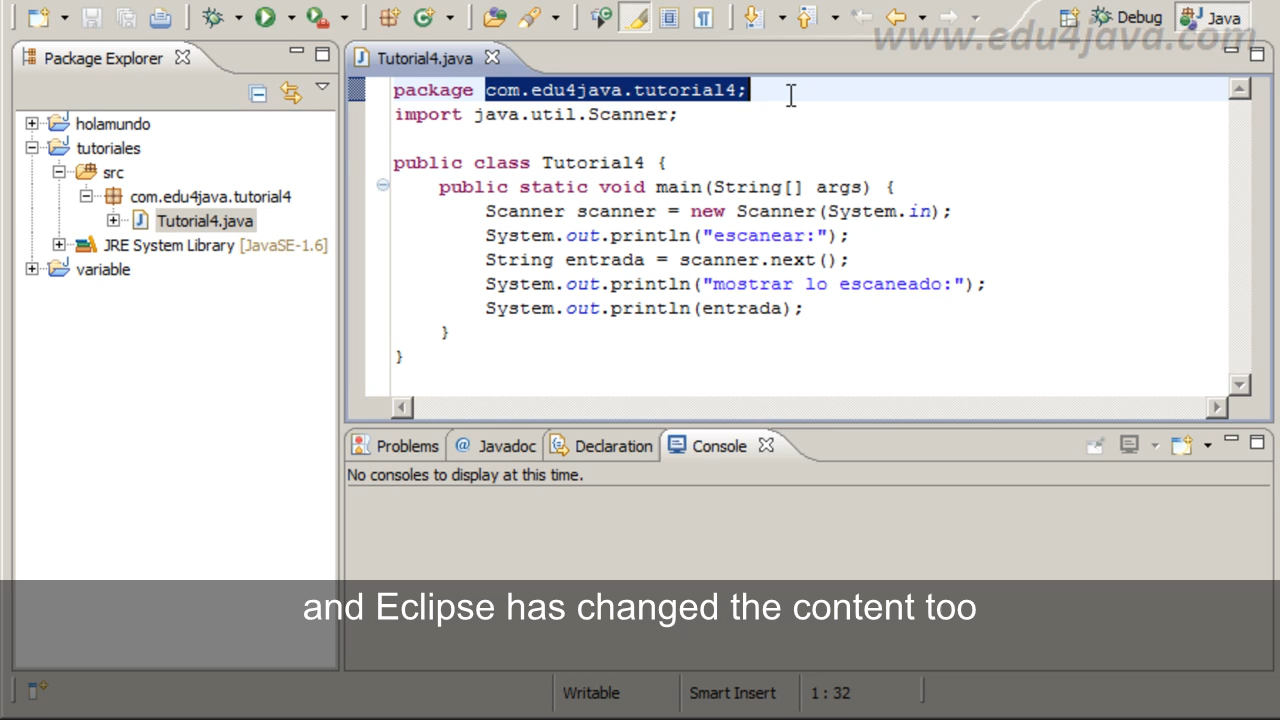 Debug
Java
www.edu4java.com
Package Explorer
Tutorial4.java
holamundo
tutoriales
src
com.edu4java.tutorial4
Tutorial4.java
JRE System Library [JavaSE-1.6]
variable
package com.edu4java.tutorial4;
import java.util.Scanner;
public class Tutorial4 {
public static void main(String[] args) {
Scanner scanner = new Scanner(System.in);
System.out.println("escanear:");
String entrada = scanner.next();
System.out.println("mostrar lo escaneado:");
System.out.println(entrada);
}
}
Problems @ Javadoc Declaration Console
No consoles to display at this time.
and Eclipse has changed the content too
Writable Smart Insert 1 : 32